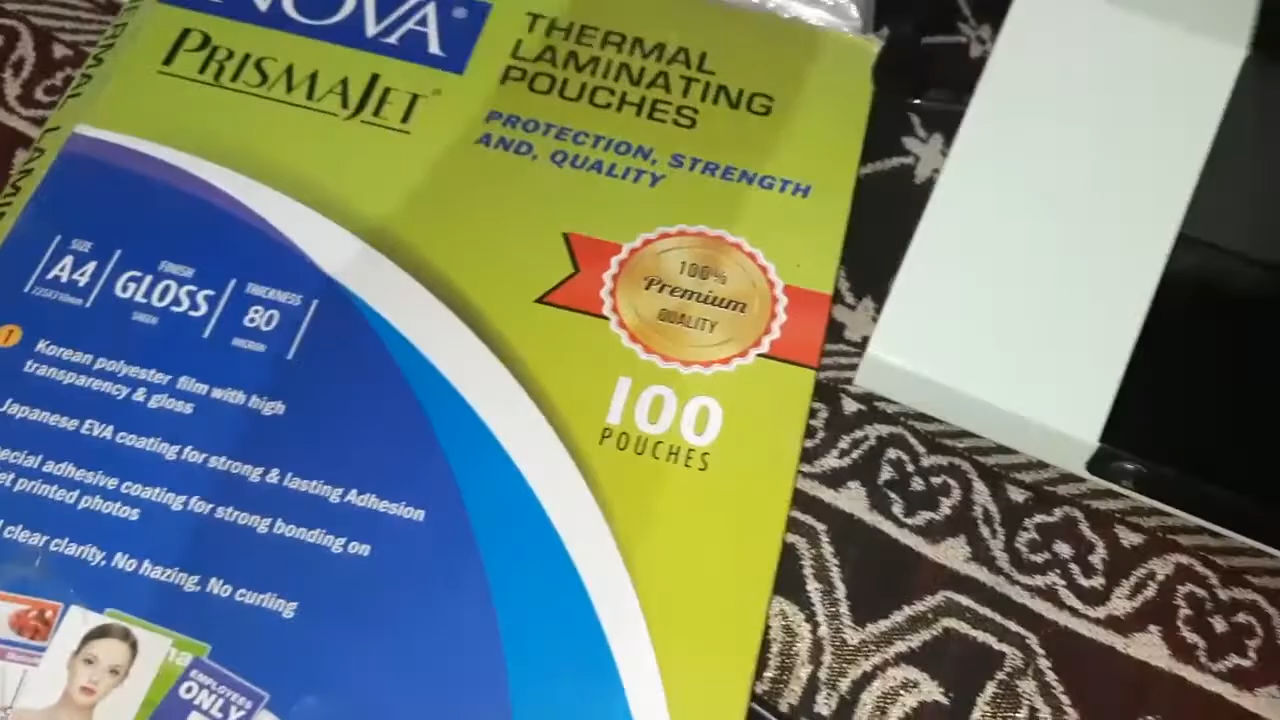 NOVA®
PRISMAJET®
THERMAL
LAMINATING
POUCHES
PROTECTION, STRENGTH
AND, QUALITY
SIZE
A4
FINISH
GLOSS
SHEEN
THICKNESS
80
MICRON
100%
Premium
QUALITY
100
POUCHES
Korean polyester film with high
transparency & gloss
Japanese EVA coating for strong & lasting Adhesion
ecial adhesive coating for strong bonding on
et printed photos
l clear clarity, No hazing, No curling
EMPLOYEES
ONLY